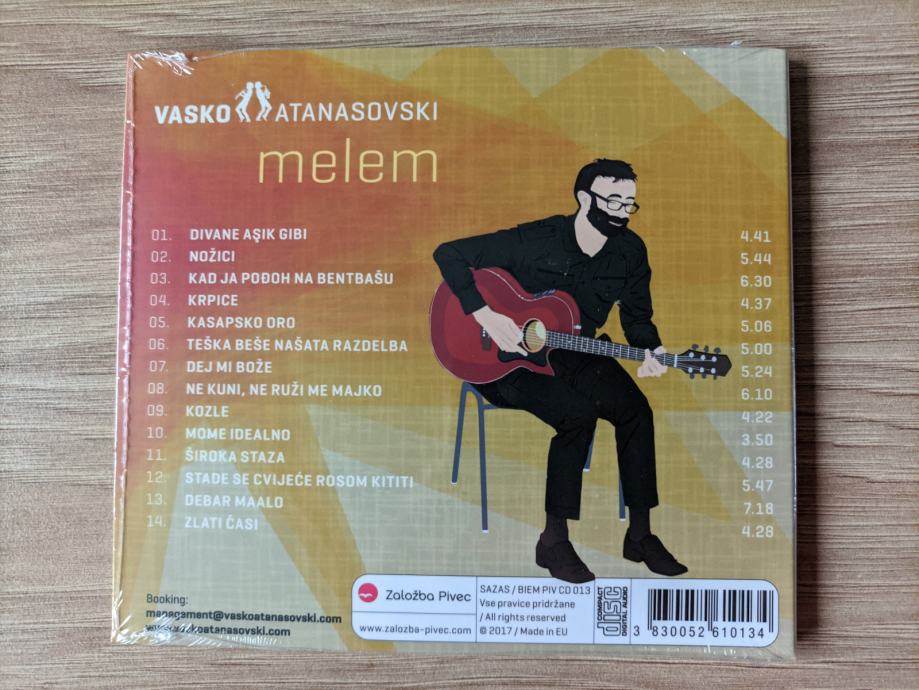 VASKO ATANASOVSKI
melem
01. DIVANE AŞIK GIBI 4.41
02. NOŽICI 5.44
03. KAD JA POĐOH NA BENTBAŠU 6.30
04. KRPICE 4.37
05. KASAPSKO ORO 5.06
06. TEŠKA BEŠE NAŠATA RAZDELBA 5.00
07. DEJ MI BOŽE 5.24
08. NE KUNI, NE RUŽI ME MAJKO 6.10
09. KOZLE 4.22
10. MOME IDEALNO 3.50
11. ŠIROKA STAZA 4.28
12. STADE SE CVIJEĆE ROSOM KITITI 5.47
13. DEBAR MAALO 7.18
14. ZLATI ČASI 4.28
Booking:
managament@vaskoatanasovski.com
Založba Pivec
www.zalozba-pivec.com
SAZAS / BIEM PIV CD 013
Vse pravice pridržane
/ All rights reserved
© 2017 / Made in EU
COMPACT
disc
DIGITAL AUDIO
3 830052 610134